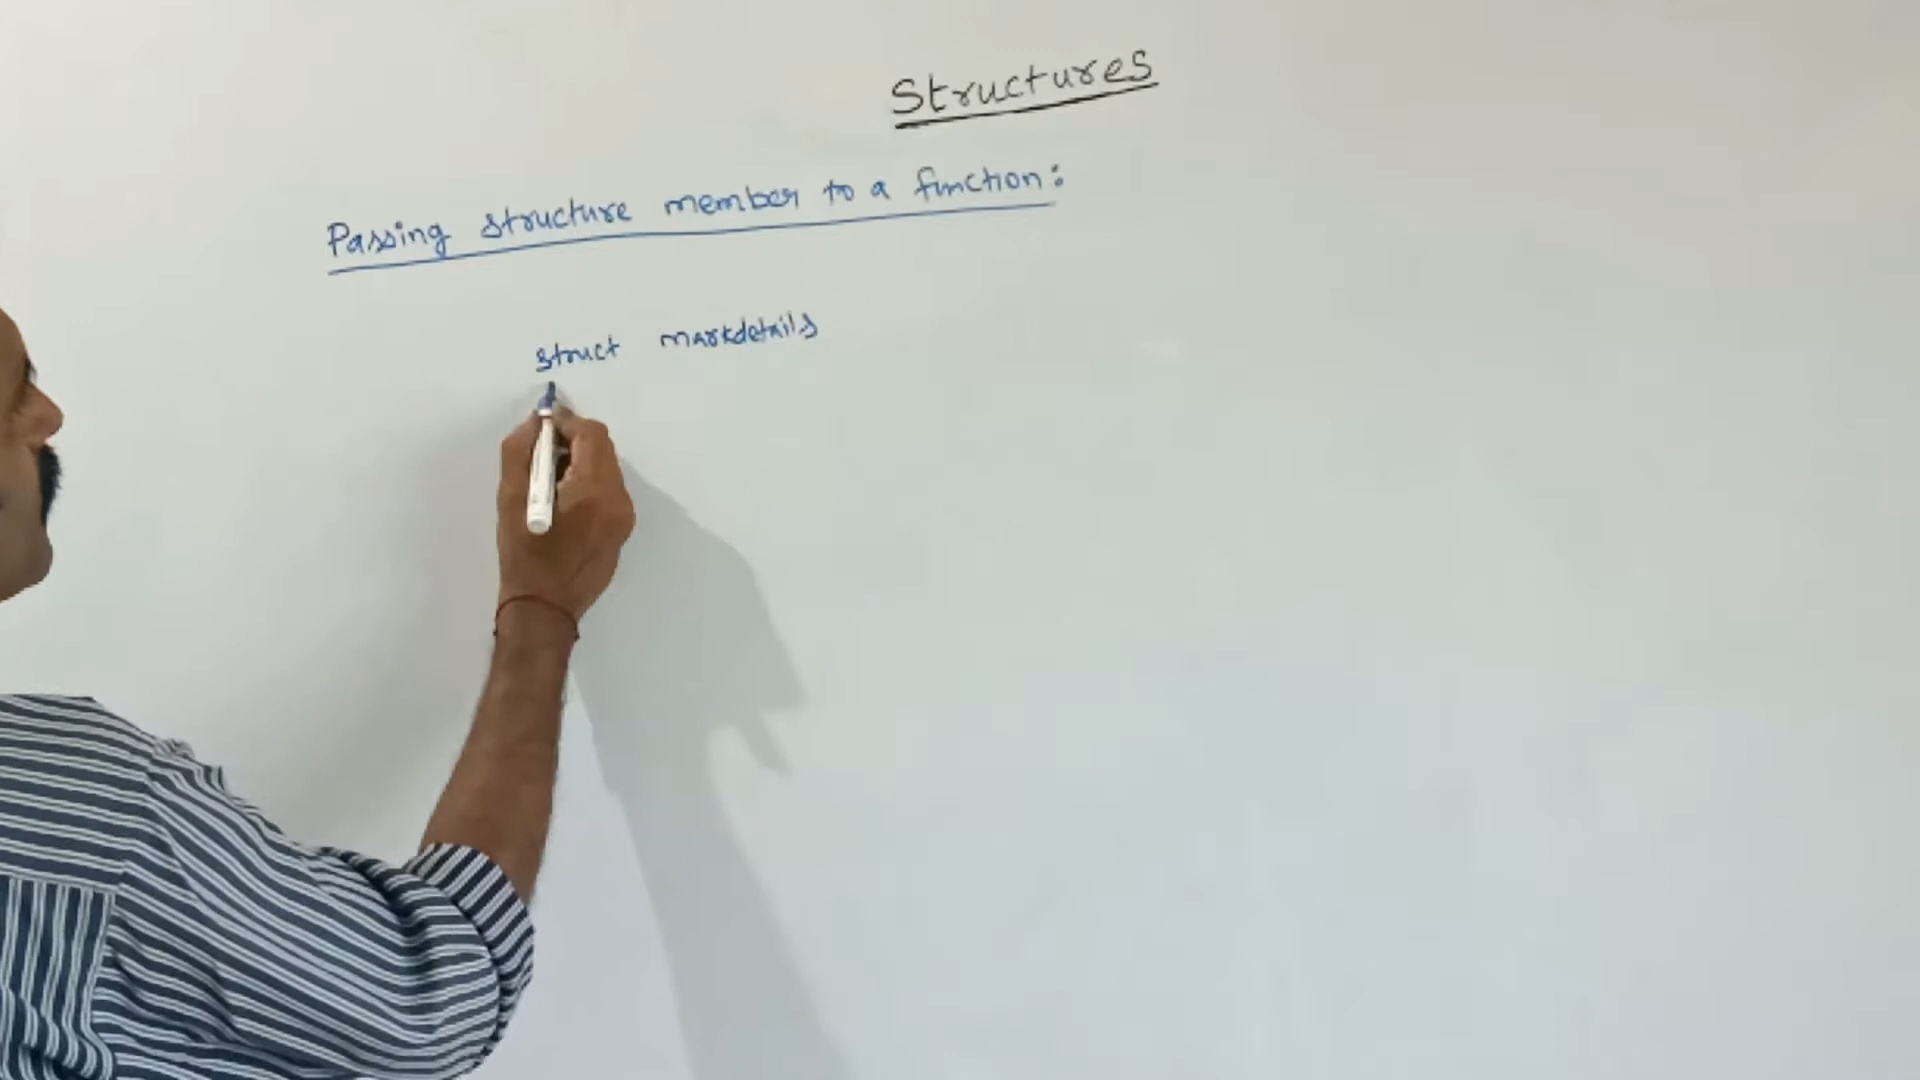 Structures
Passing structure member to a function:
struct markdetails